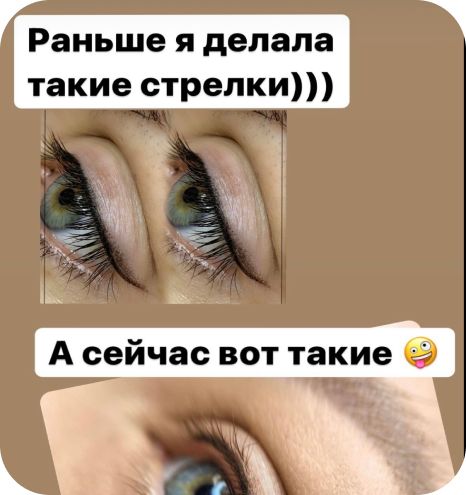 Раньше я делала
такие стрелки)))
А сейчас вот такие 🤪